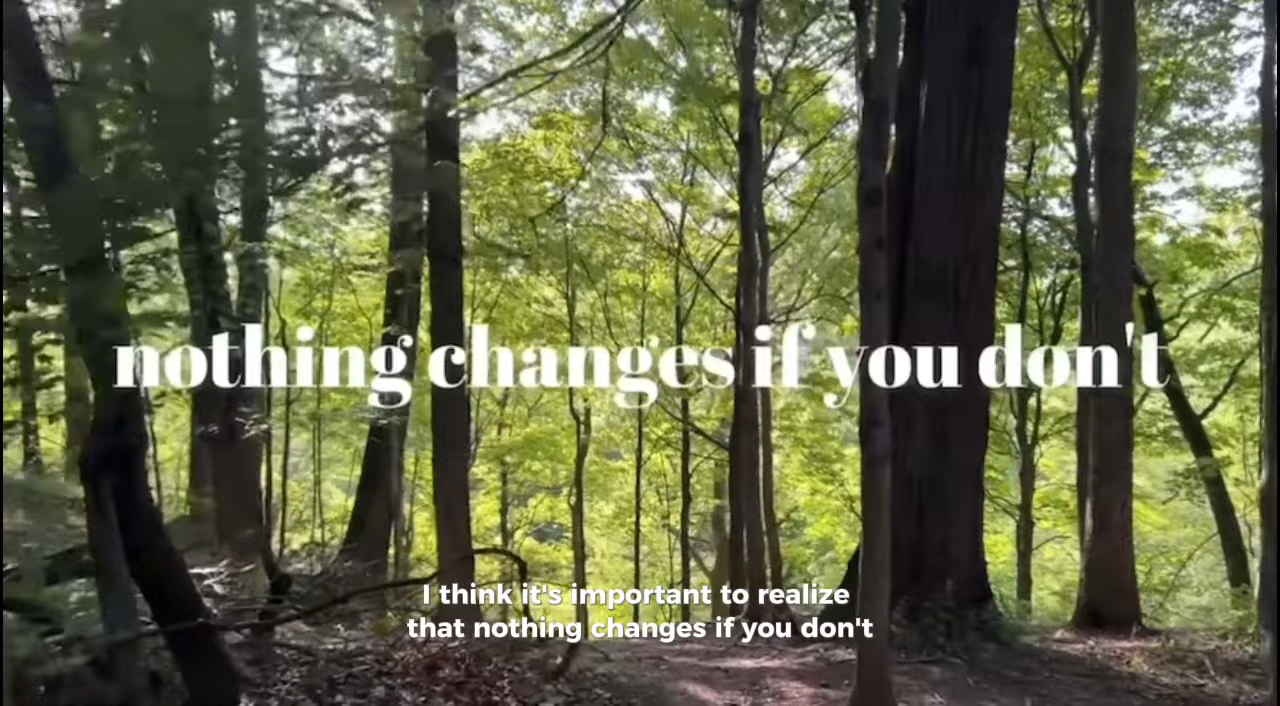 nothing changes if you don't
I think it's important to realize
that nothing changes if you don't